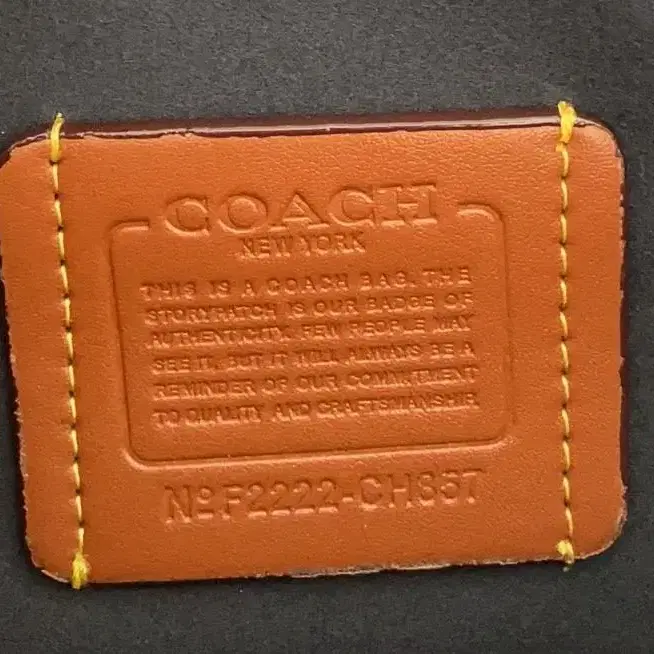 COACH
NEW YORK
THIS IS A COACH BAG. THE
STORYPATCH IS OUR BADGE OF
AUTHENTICITY. FEW PEOPLE MAY
SEE IT, BUT IT WILL ALWAYS BE A
REMINDER OF OUR COMMITMENT
TO QUALITY AND CRAFTSMANSHIP.
Nº F2222-CH857